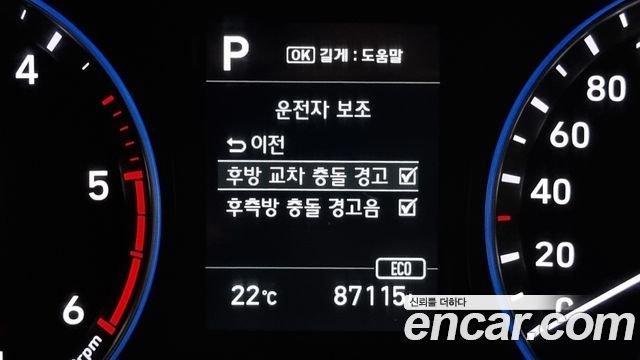 P OK 길게 : 도움말
운전자 보조
이전
후방 교차 충돌 경고
후측방 충돌 경고음
ECO
22℃ 87115
신뢰를 더하다
encar.com
4
5
6
rpm
80
60
40
20